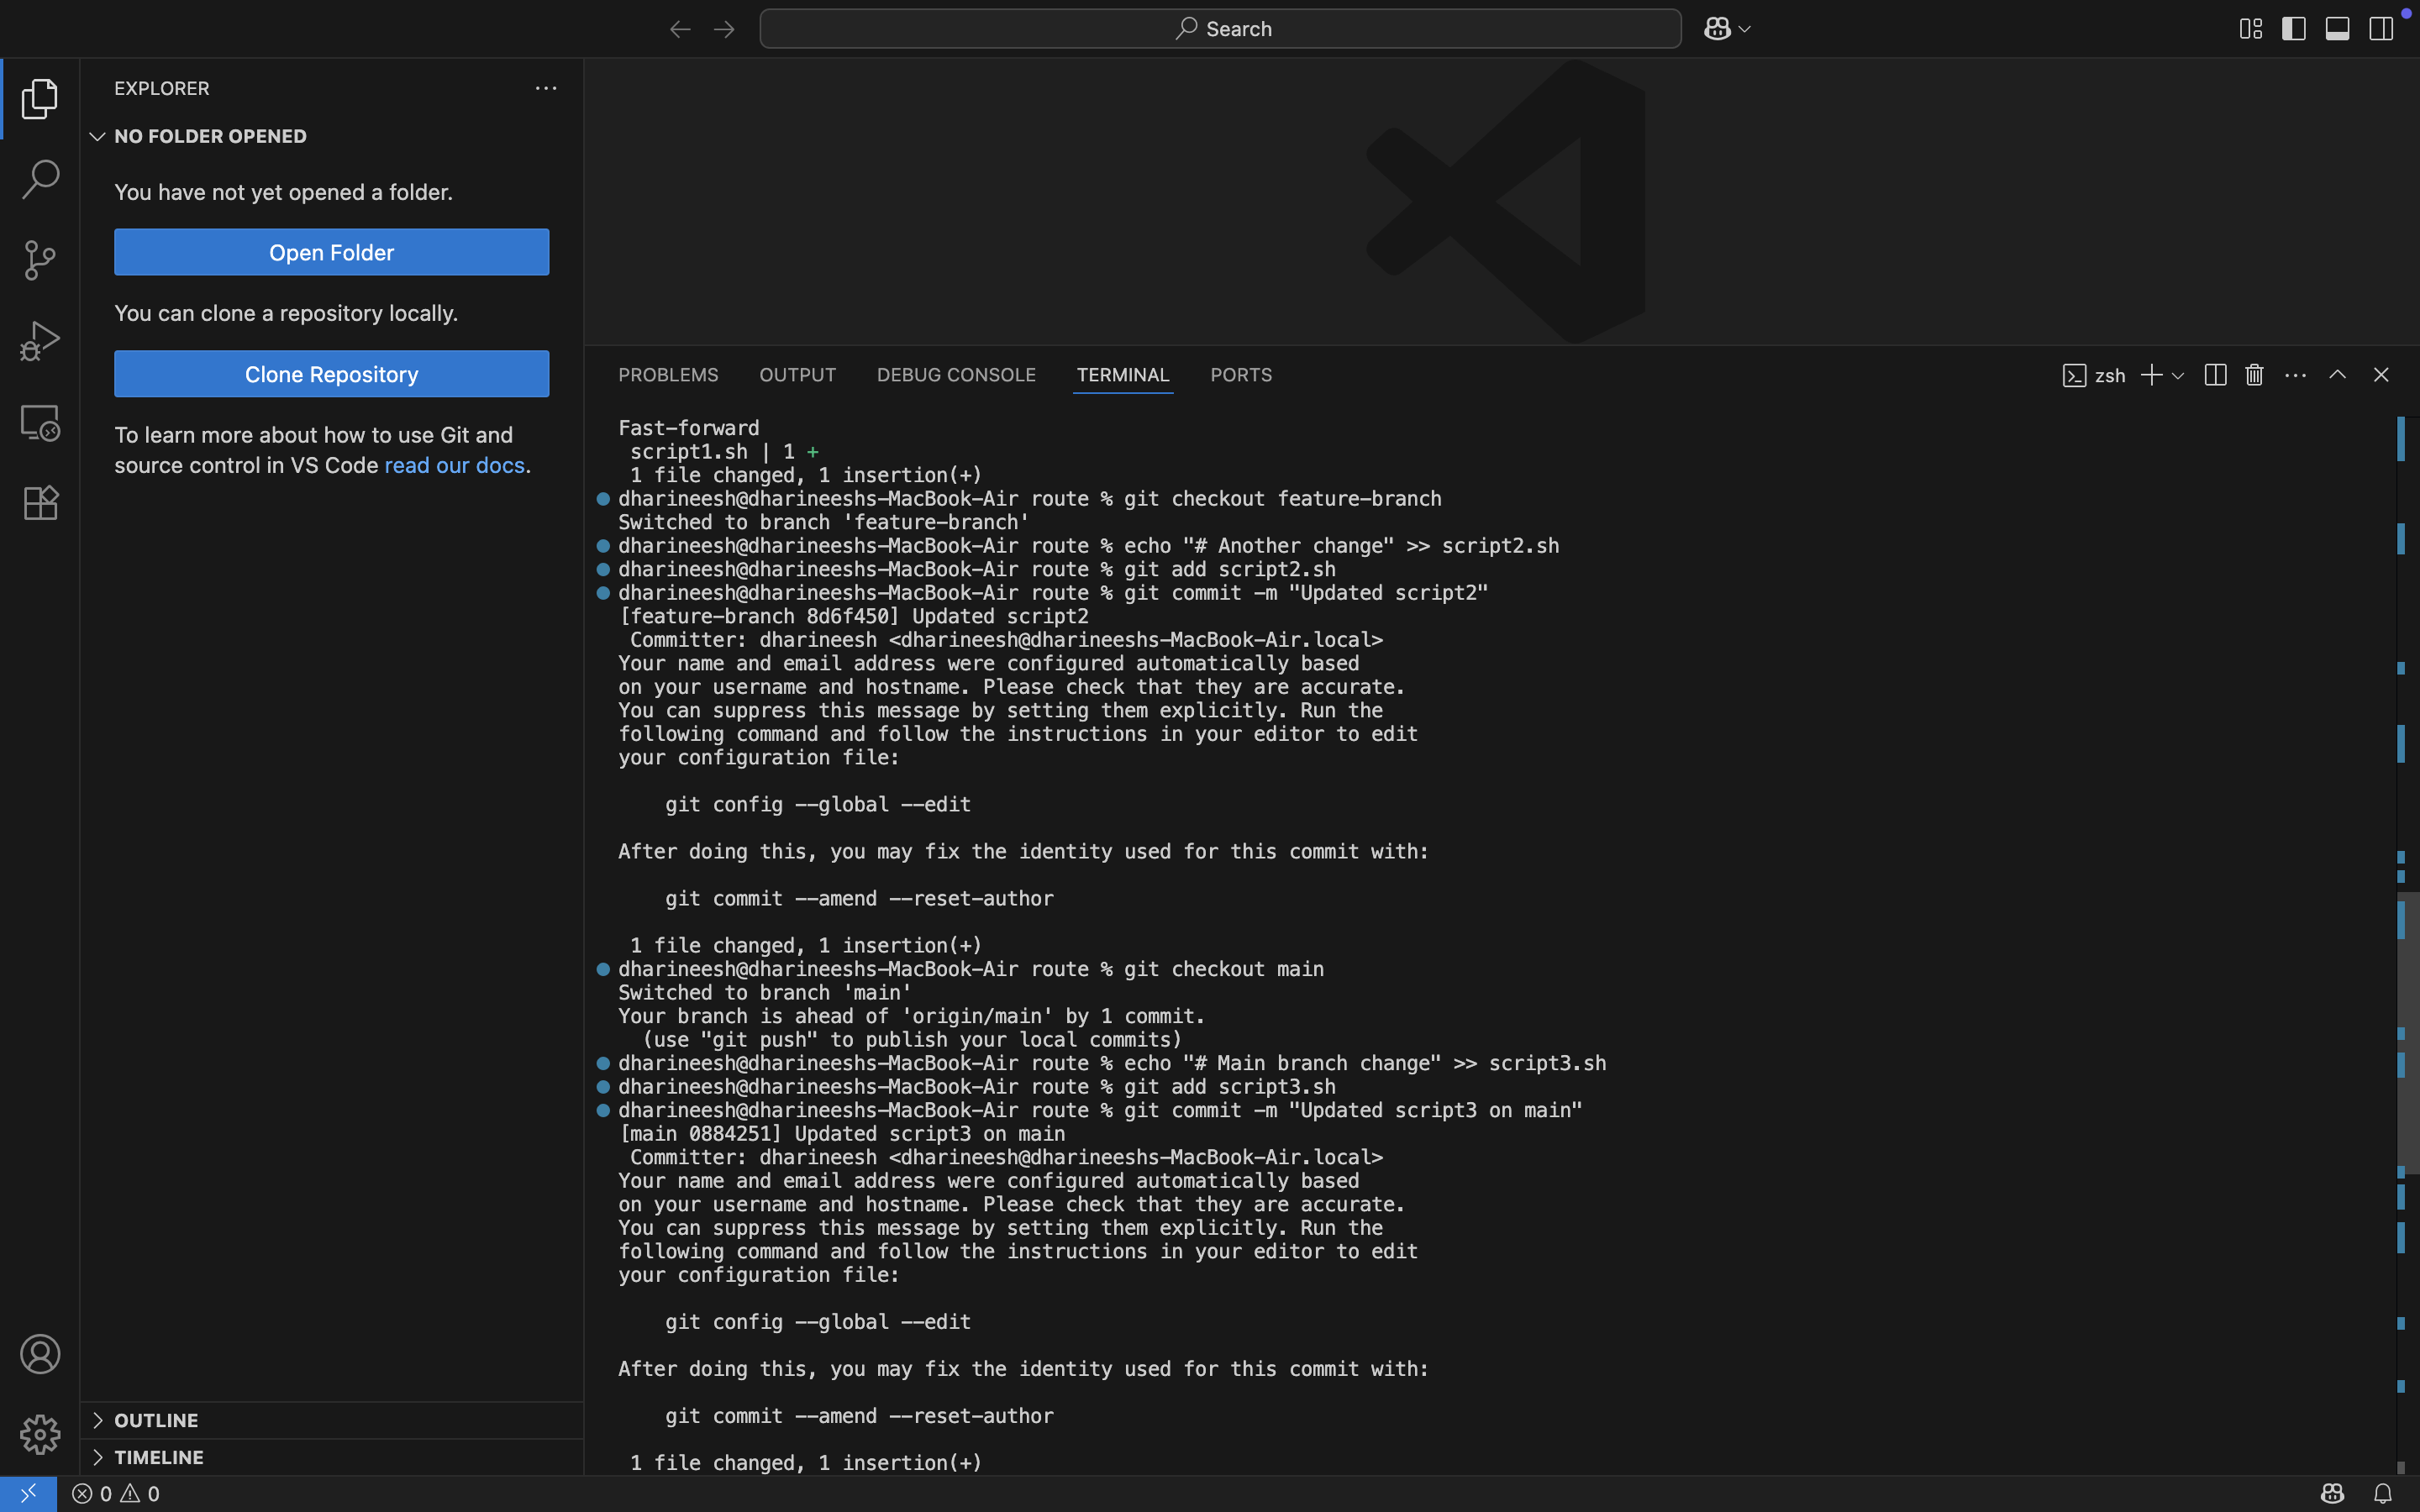 Search
EXPLORER
NO FOLDER OPENED
You have not yet opened a folder.
Open Folder
You can clone a repository locally.
Clone Repository
To learn more about how to use Git and
source control in VS Code read our docs.
OUTLINE
TIMELINE
PROBLEMS OUTPUT DEBUG CONSOLE TERMINAL PORTS
zsh
Fast-forward
 script1.sh | 1 +
 1 file changed, 1 insertion(+)
dharineesh@dharineeshs-MacBook-Air route % git checkout feature-branch
Switched to branch 'feature-branch'
dharineesh@dharineeshs-MacBook-Air route % echo "# Another change" >> script2.sh
dharineesh@dharineeshs-MacBook-Air route % git add script2.sh
dharineesh@dharineeshs-MacBook-Air route % git commit -m "Updated script2"
[feature-branch 8d6f450] Updated script2
 Committer: dharineesh <dharineesh@dharineeshs-MacBook-Air.local>
Your name and email address were configured automatically based
on your username and hostname. Please check that they are accurate.
You can suppress this message by setting them explicitly. Run the
following command and follow the instructions in your editor to edit
your configuration file:
    git config --global --edit
After doing this, you may fix the identity used for this commit with:
    git commit --amend --reset-author
 1 file changed, 1 insertion(+)
dharineesh@dharineeshs-MacBook-Air route % git checkout main
Switched to branch 'main'
Your branch is ahead of 'origin/main' by 1 commit.
  (use "git push" to publish your local commits)
dharineesh@dharineeshs-MacBook-Air route % echo "# Main branch change" >> script3.sh
dharineesh@dharineeshs-MacBook-Air route % git add script3.sh
dharineesh@dharineeshs-MacBook-Air route % git commit -m "Updated script3 on main"
[main 0884251] Updated script3 on main
 Committer: dharineesh <dharineesh@dharineeshs-MacBook-Air.local>
Your name and email address were configured automatically based
on your username and hostname. Please check that they are accurate.
You can suppress this message by setting them explicitly. Run the
following command and follow the instructions in your editor to edit
your configuration file:
    git config --global --edit
After doing this, you may fix the identity used for this commit with:
    git commit --amend --reset-author
 1 file changed, 1 insertion(+)
0 0